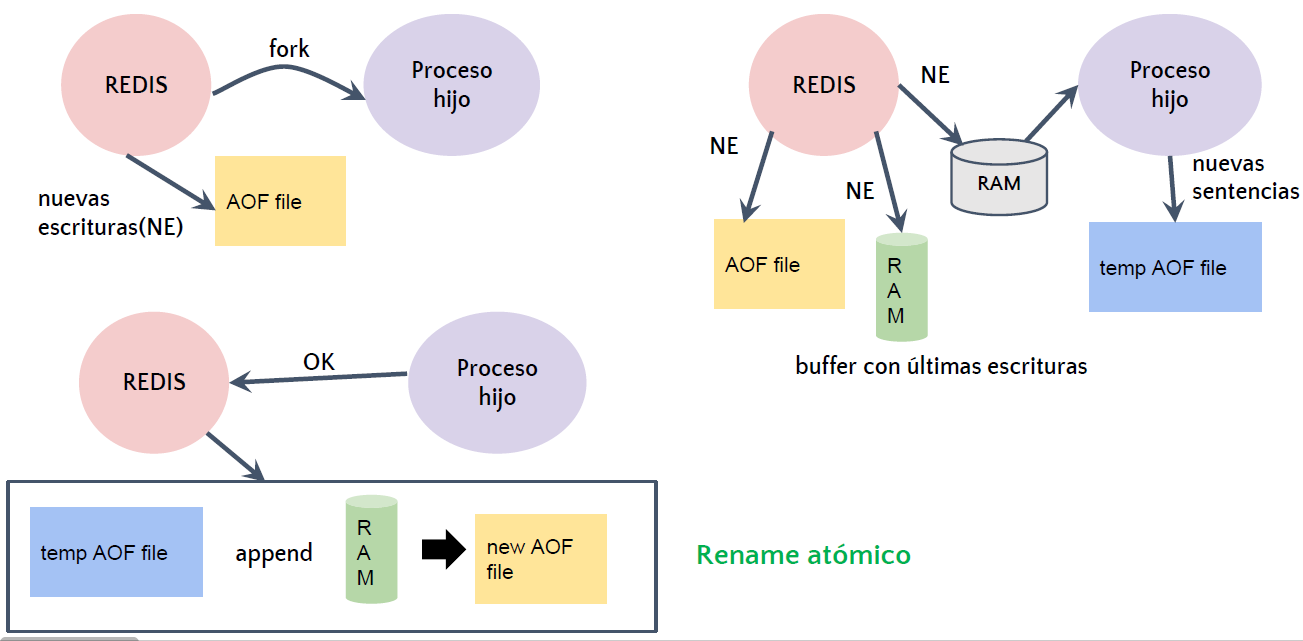 REDIS
fork
Proceso
hijo
nuevas
escrituras(NE)
AOF file
REDIS
NE
NE
NE
RAM
Proceso
hijo
nuevas
sentencias
AOF file
R
A
M
temp AOF file
buffer con últimas escrituras
REDIS
OK
Proceso
hijo
temp AOF file
append
R
A
M
new AOF
file
Rename atómico